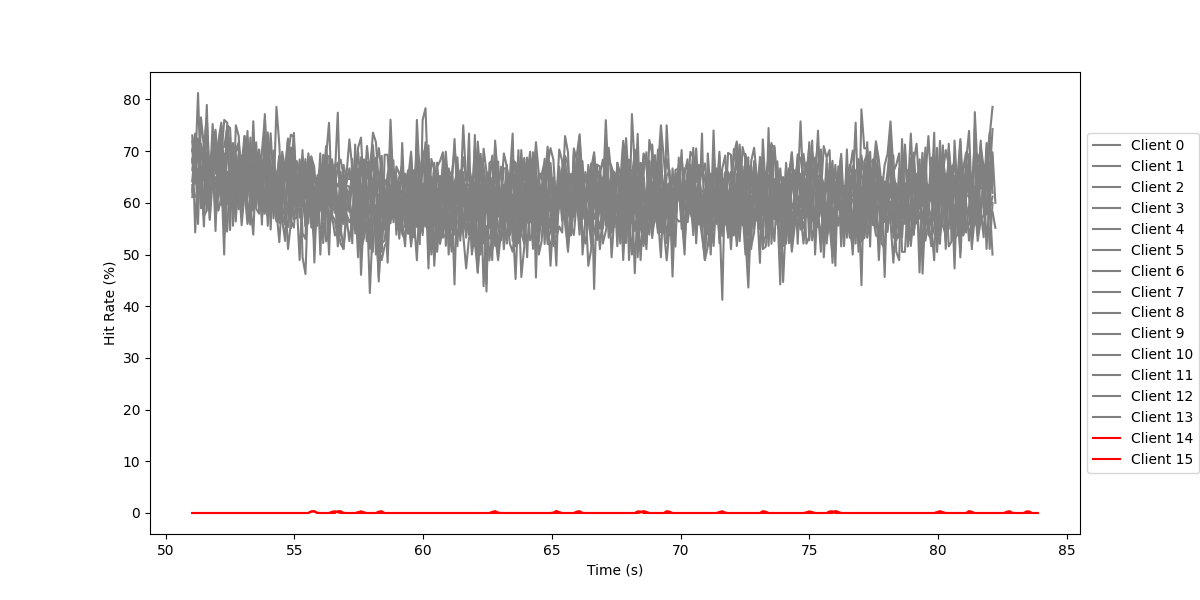 Hit Rate (%)
80
70
60
50
40
30
20
10
0
50
55
60
65
70
75
80
85
Time (s)
Client 0
Client 1
Client 2
Client 3
Client 4
Client 5
Client 6
Client 7
Client 8
Client 9
Client 10
Client 11
Client 12
Client 13
Client 14
Client 15